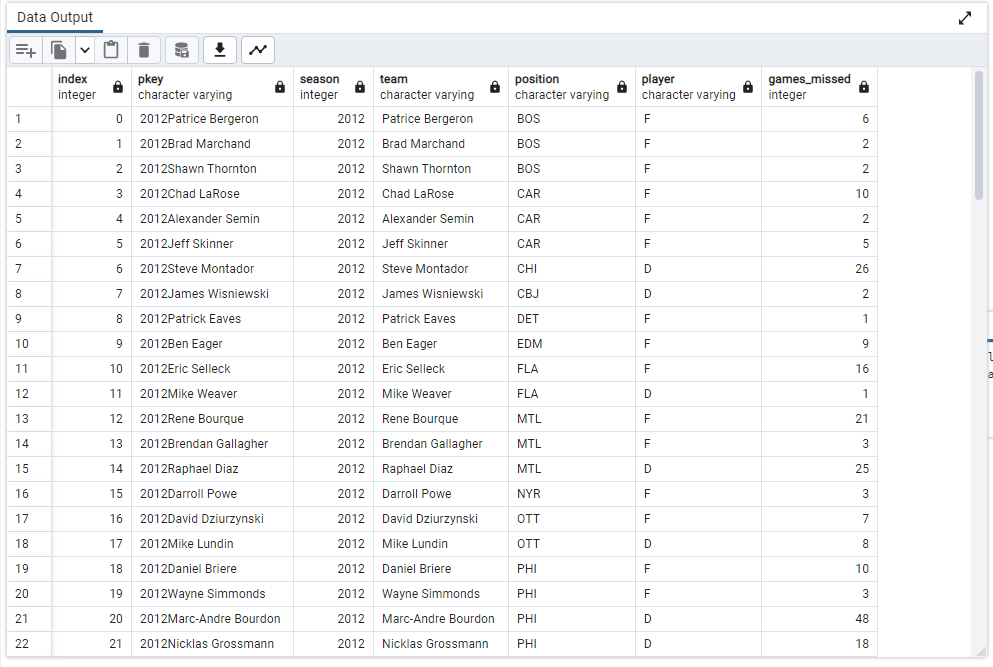 Data Output
index pkey season team position player games_missed
integer character varying integer character varying character varying character varying integer
1 0 2012Patrice Bergeron 2012 Patrice Bergeron BOS F 6
2 1 2012Brad Marchand 2012 Brad Marchand BOS F 2
3 2 2012Shawn Thornton 2012 Shawn Thornton BOS F 2
4 3 2012Chad LaRose 2012 Chad LaRose CAR F 10
5 4 2012Alexander Semin 2012 Alexander Semin CAR F 2
6 5 2012Jeff Skinner 2012 Jeff Skinner CAR F 5
7 6 2012Steve Montador 2012 Steve Montador CHI D 26
8 7 2012James Wisniewski 2012 James Wisniewski CBJ D 2
9 8 2012Patrick Eaves 2012 Patrick Eaves DET F 1
10 9 2012Ben Eager 2012 Ben Eager EDM F 9
11 10 2012Eric Selleck 2012 Eric Selleck FLA F 16
12 11 2012Mike Weaver 2012 Mike Weaver FLA D 1
13 12 2012Rene Bourque 2012 Rene Bourque MTL F 21
14 13 2012Brendan Gallagher 2012 Brendan Gallagher MTL F 3
15 14 2012Raphael Diaz 2012 Raphael Diaz MTL D 25
16 15 2012Darroll Powe 2012 Darroll Powe NYR F 3
17 16 2012David Dziurzynski 2012 David Dziurzynski OTT F 7
18 17 2012Mike Lundin 2012 Mike Lundin OTT D 8
19 18 2012Daniel Briere 2012 Daniel Briere PHI F 10
20 19 2012Wayne Simmonds 2012 Wayne Simmonds PHI F 3
21 20 2012Marc-Andre Bourdon 2012 Marc-Andre Bourdon PHI D 48
22 21 2012Nicklas Grossmann 2012 Nicklas Grossmann PHI D 18